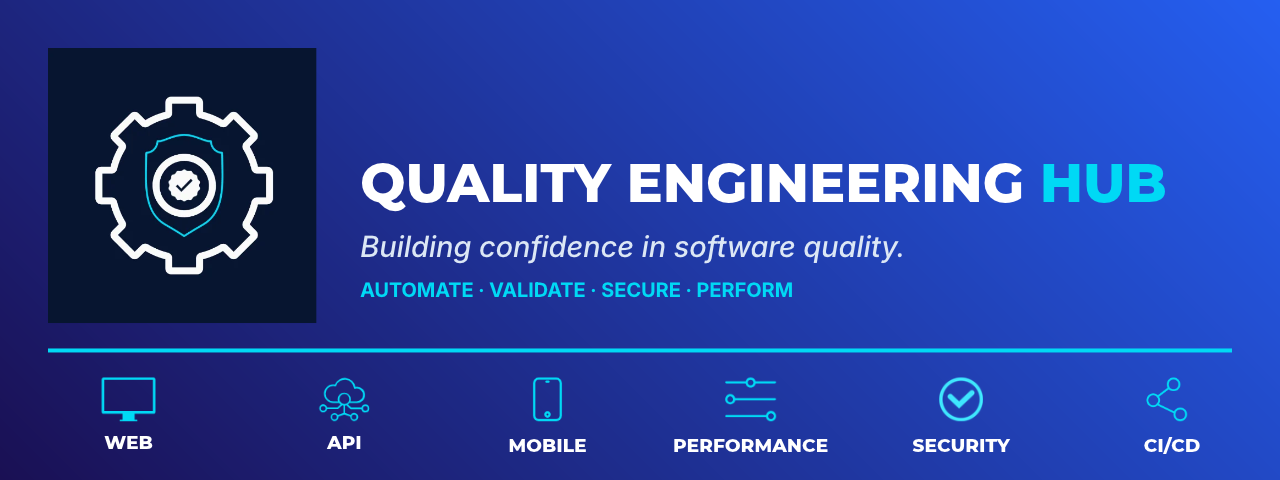 QUALITY ENGINEERING HUB
Building confidence in software quality.
AUTOMATE · VALIDATE · SECURE · PERFORM
WEB
API
MOBILE
PERFORMANCE
SECURITY
CI/CD